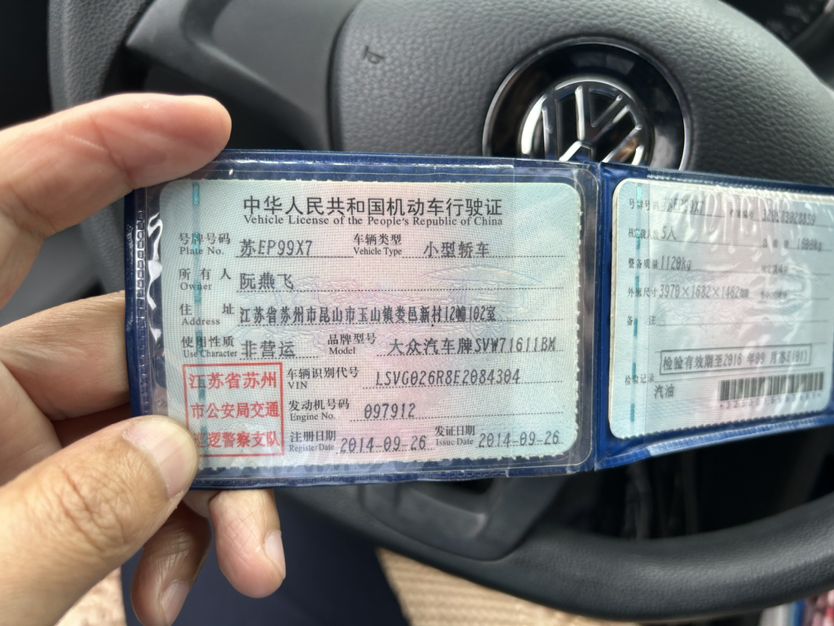 中华人民共和国机动车行驶证
Vehicle License of the People's Republic of China
号牌号码 苏EP99X7 车辆类型 小型轿车
Plate No. Vehicle Type
所有人 阮燕飞
Owner
住址 江苏省苏州市昆山市玉山镇娄邑新村12幢102室
Address
使用性质 非营运 品牌型号 大众汽车牌SVW71611BM
Use Character Model
江苏省苏州
市公安局交通
巡逻警察支队
车辆识别代号 LSVG026R8E2084304
VIN
发动机号码 097912
Engine No.
注册日期 2014-09-26 发证日期 2014-09-26
Register Date Issue Date
号牌号码
核定载人数 5人
整备质量 1120kg
外廓尺寸 3970×1682×1462mm
备注
检验有效期至2016年09月
检验记录
汽油